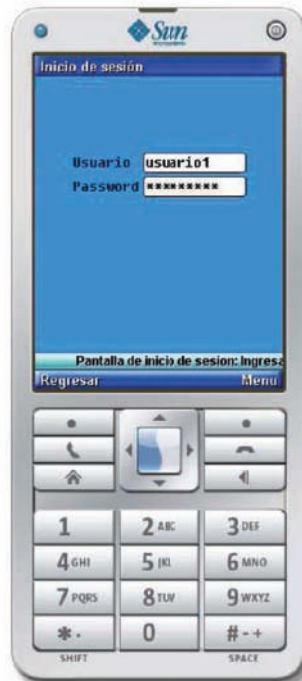 Sun
microsystems
Inicio de sesión
Usuario usuario1
Password *********
Pantalla de inicio de sesion: Ingresa
Regresar Menu
1 2 ABC 3 DEF
4 GHI 5 JKL 6 MNO
7 PQRS 8 TUV 9 WXYZ
* . 0 # - +
SHIFT SPACE